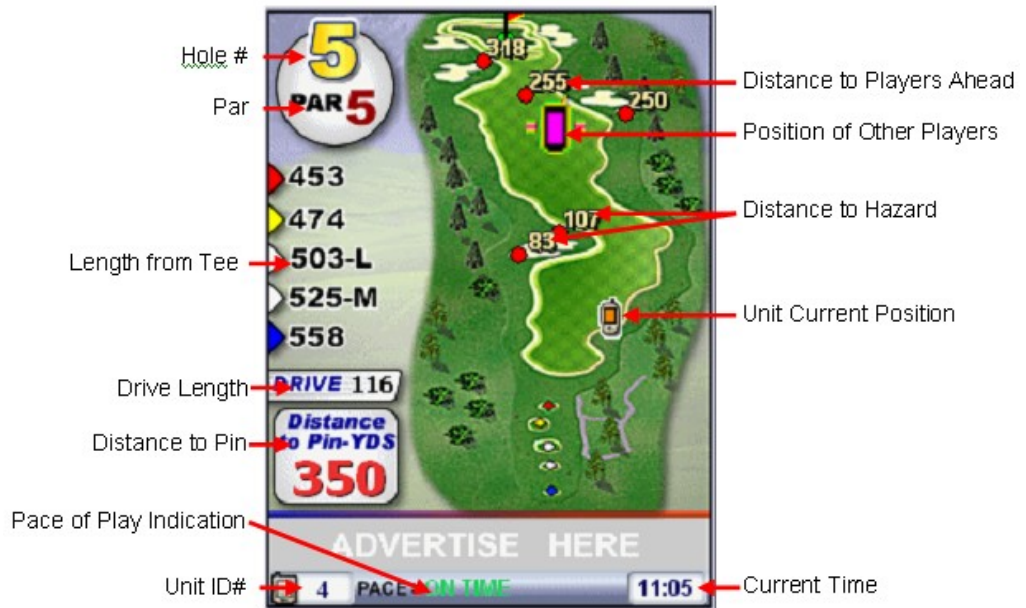 Hole #
Par
Length from Tee
Drive Length
Distance to Pin
Pace of Play Indication
Unit ID#
5
PAR 5
453
474
503-L
525-M
558
DRIVE 116
Distance
to Pin-YDS
350
318
255
250
107
83
ADVERTISE HERE
4 PACE- ON TIME 11:05
Distance to Players Ahead
Position of Other Players
Distance to Hazard
Unit Current Position
Current Time